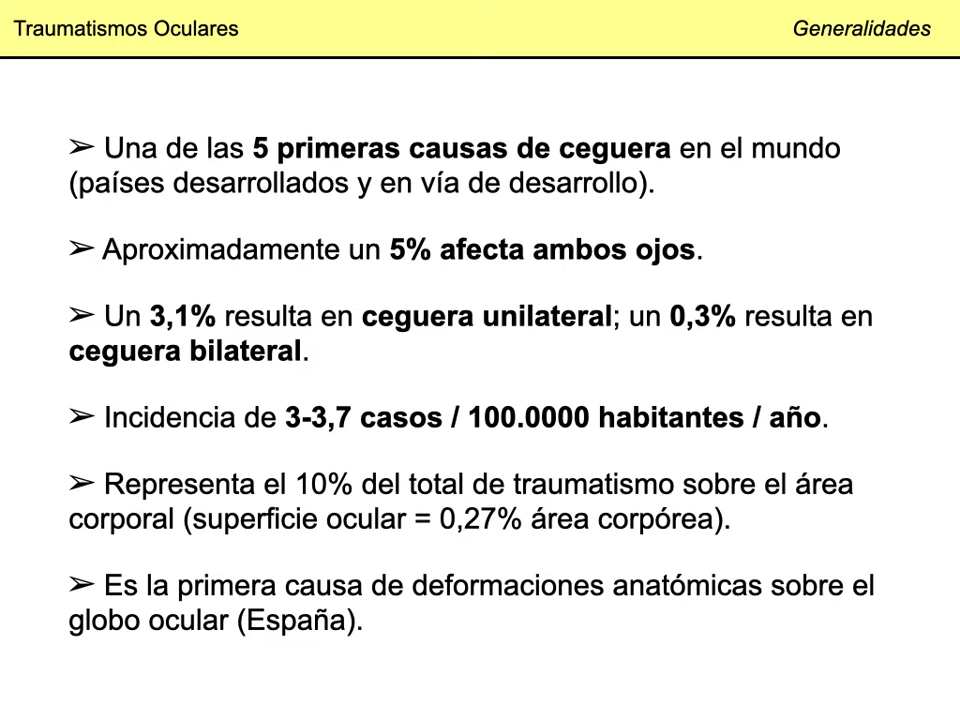 Traumatismos Oculares
Generalidades
➢ Una de las 5 primeras causas de ceguera en el mundo
(países desarrollados y en vía de desarrollo).
➢ Aproximadamente un 5% afecta ambos ojos.
➢ Un 3,1% resulta en ceguera unilateral; un 0,3% resulta en
ceguera bilateral.
➢ Incidencia de 3-3,7 casos / 100.0000 habitantes / año.
➢ Representa el 10% del total de traumatismo sobre el área
corporal (superficie ocular = 0,27% área corpórea).
➢ Es la primera causa de deformaciones anatómicas sobre el
globo ocular (España).